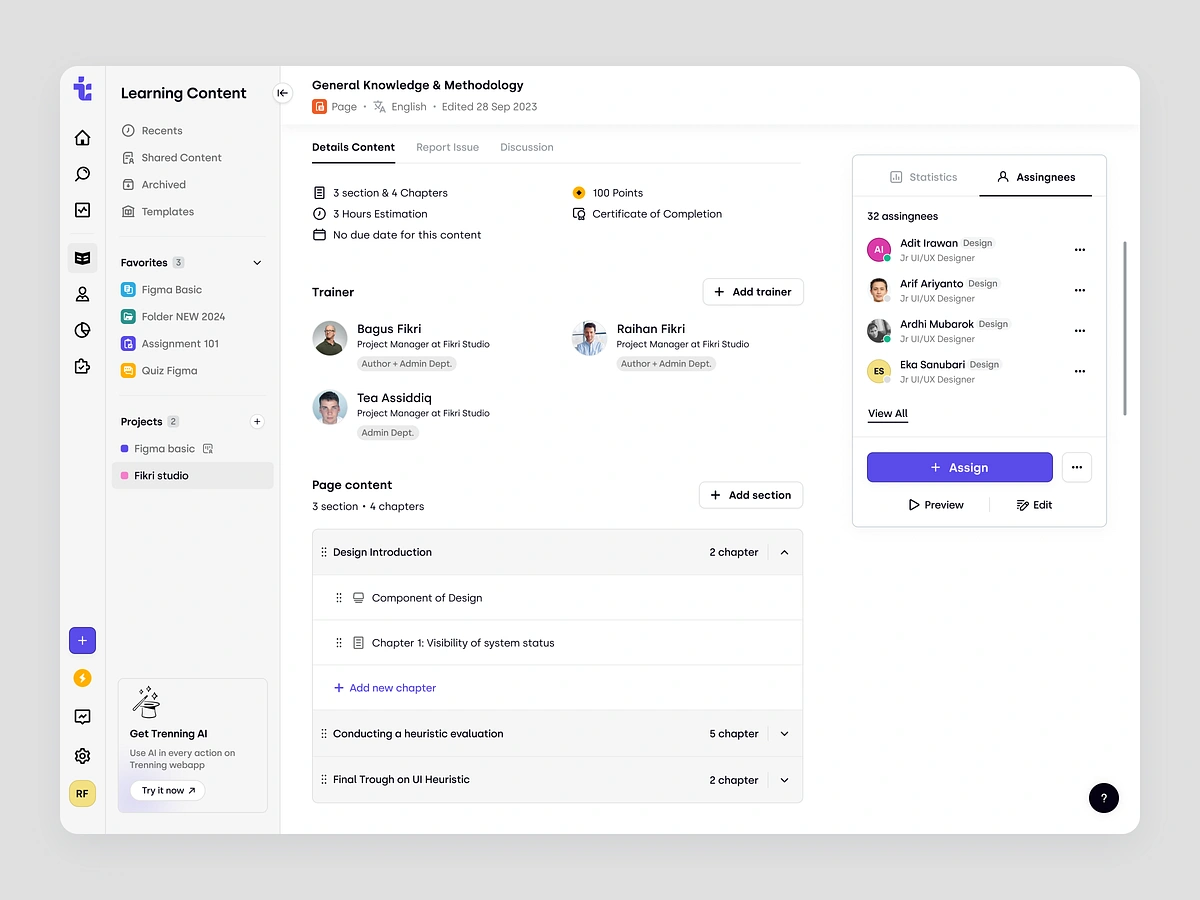 Learning Content
Recents
Shared Content
Archived
Templates
Favorites 3
Figma Basic
Folder NEW 2024
Assignment 101
Quiz Figma
Projects 2
Figma basic
Fikri studio
Get Trenning AI
Use AI in every action on
Trenning webapp
Try it now
RF
General Knowledge & Methodology
Page • English • Edited 28 Sep 2023
Details Content
Report Issue
Discussion
3 section & 4 Chapters
100 Points
3 Hours Estimation
Certificate of Completion
No due date for this content
Trainer
+ Add trainer
Bagus Fikri
Project Manager at Fikri Studio
Author + Admin Dept.
Raihan Fikri
Project Manager at Fikri Studio
Author + Admin Dept.
Tea Assiddiq
Project Manager at Fikri Studio
Admin Dept.
Page content
3 section • 4 chapters
+ Add section
Design Introduction
2 chapter
Component of Design
Chapter 1: Visibility of system status
+ Add new chapter
Conducting a heuristic evaluation
5 chapter
Final Trough on UI Heuristic
2 chapter
Statistics
Assingnees
32 assingnees
AI
Adit Irawan Design
Jr UI/UX Designer
Arif Ariyanto Design
Jr UI/UX Designer
Ardhi Mubarok Design
Jr UI/UX Designer
ES
Eka Sanubari Design
Jr UI/UX Designer
View All
+ Assign
Preview
Edit
?